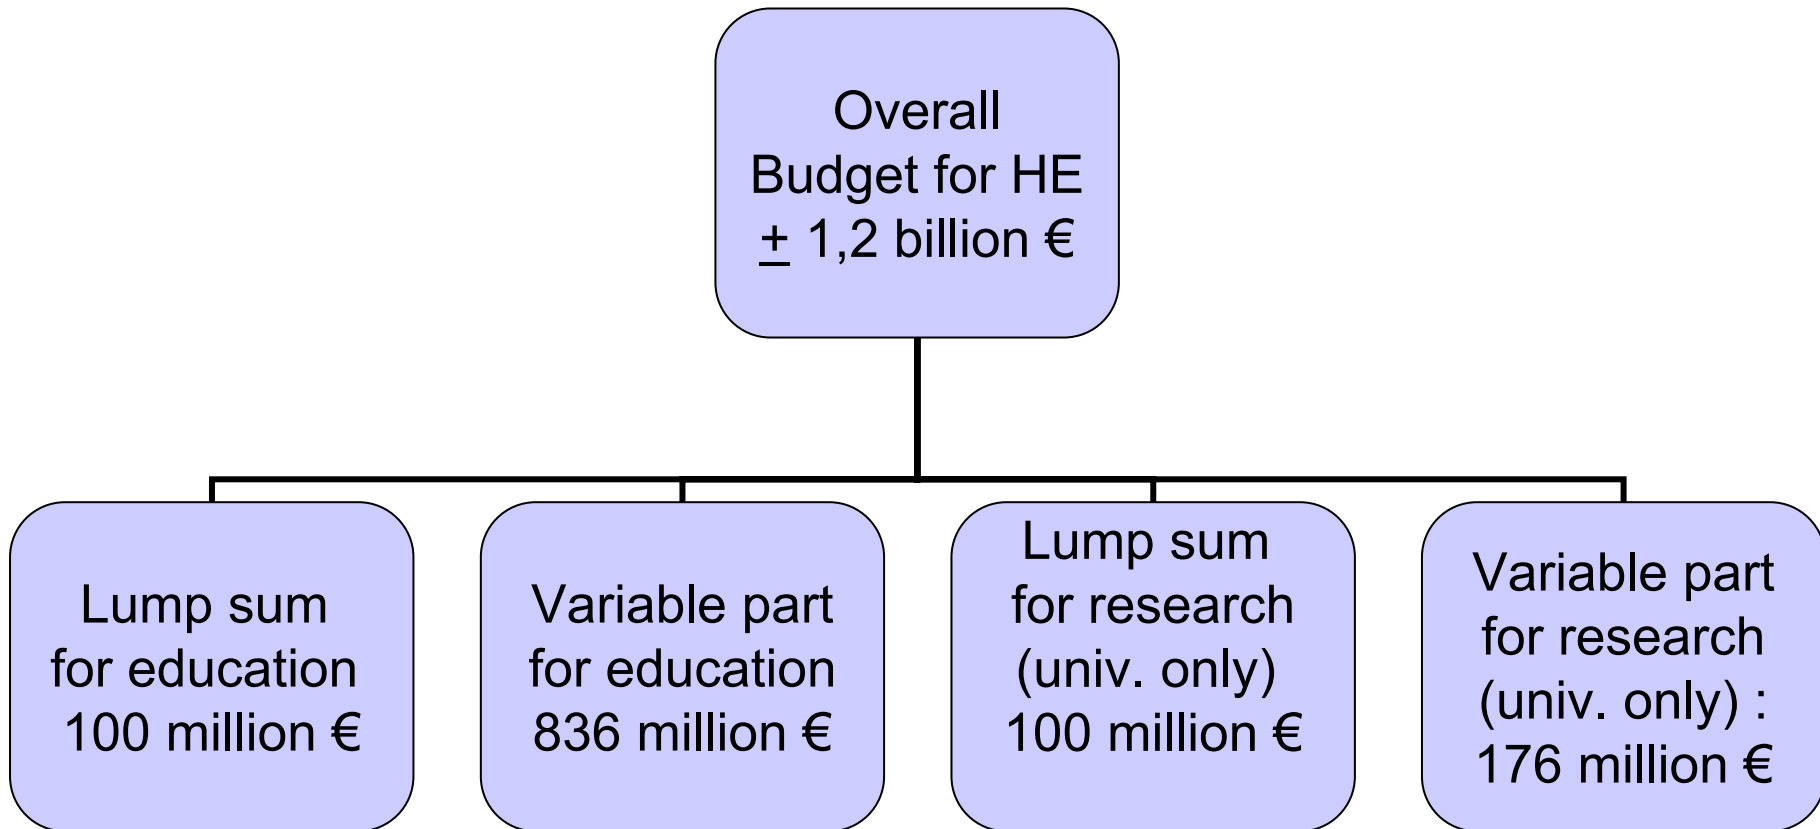 Overall
Budget for HE
± 1,2 billion €
Lump sum
for education
100 million €
Variable part
for education
836 million €
Lump sum
for research
(univ. only)
100 million €
Variable part
for research
(univ. only) :
176 million €